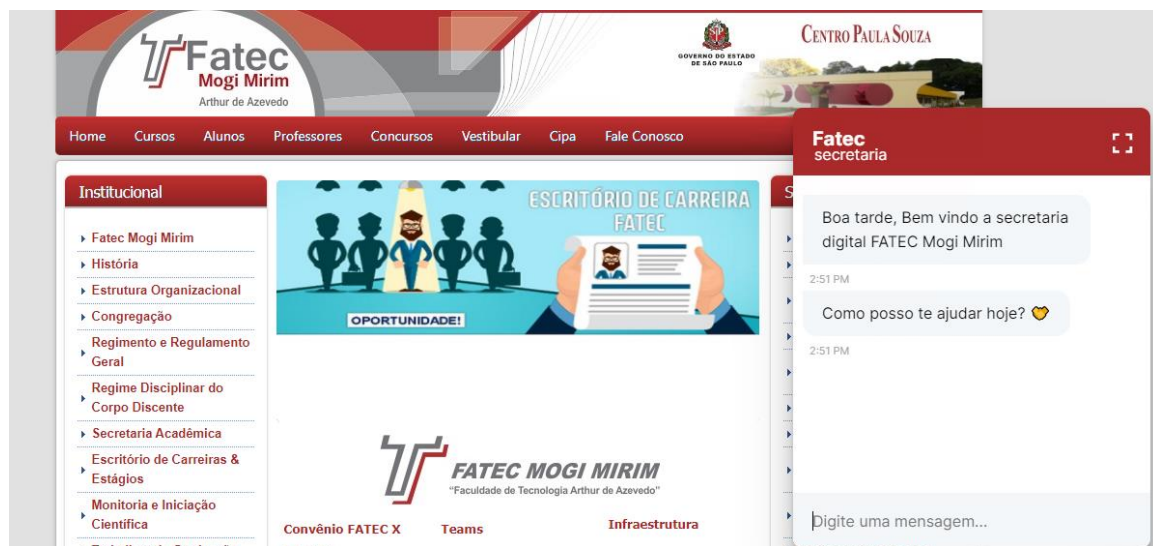 Fatec
Mogi Mirim
Arthur de Azevedo
GOVERNO DO ESTADO
DE SÃO PAULO
CENTRO PAULA SOUZA
Home Cursos Alunos Professores Concursos Vestibular Cipa Fale Conosco
Institucional
Fatec Mogi Mirim
História
Estrutura Organizacional
Congregação
Regimento e Regulamento
Geral
Regime Disciplinar do
Corpo Discente
Secretaria Acadêmica
Escritório de Carreiras &
Estágios
Monitoria e Iniciação
Científica
ESCRITÓRIO DE CARREIRA
FATEC
OPORTUNIDADE!
FATEC MOGI MIRIM
"Faculdade de Tecnologia Arthur de Azevedo"
Convênio FATEC X Teams Infraestrutura
S
Fatec
secretaria
Boa tarde, Bem vindo a secretaria
digital FATEC Mogi Mirim
2:51 PM
Como posso te ajudar hoje?
2:51 PM
Digite uma mensagem...